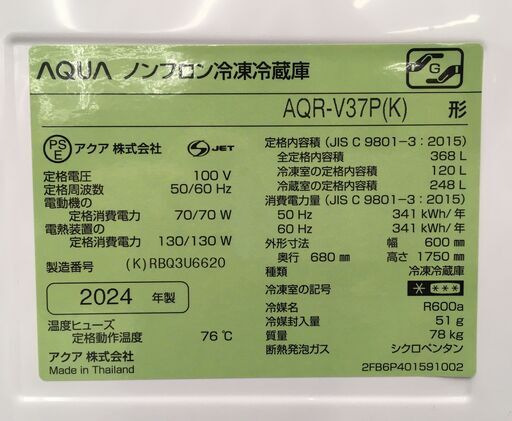 AQUA ノンフロン冷凍冷蔵庫
G
AQR-V37P(K) 形
PSE アクア 株式会社 S JET
定格電圧 100 V
定格周波数 50/60 Hz
電動機の
定格消費電力 70/70 W
電熱装置の
定格消費電力 130/130 W
製造番号 (K)RBQ3U6620
2024 年製
温度ヒューズ
定格動作温度 76 ℃
アクア 株式会社
Made in Thailand
定格内容積 (JIS C 9801-3 : 2015)
全定格内容積 368 L
冷凍室の定格内容積 120 L
冷蔵室の定格内容積 248 L
消費電力量 (JIS C 9801-3 : 2015)
50 Hz 341 kWh/年
60 Hz 341 kWh/年
外形寸法 幅 600 ㎜
奥行 680 ㎜ 高さ 1750 ㎜
種類 冷凍冷蔵庫
冷凍室の記号 * ***
冷媒名 R600a
冷媒封入量 51 g
質量 78 kg
断熱発泡ガス シクロペンタン
2FB6P401591002